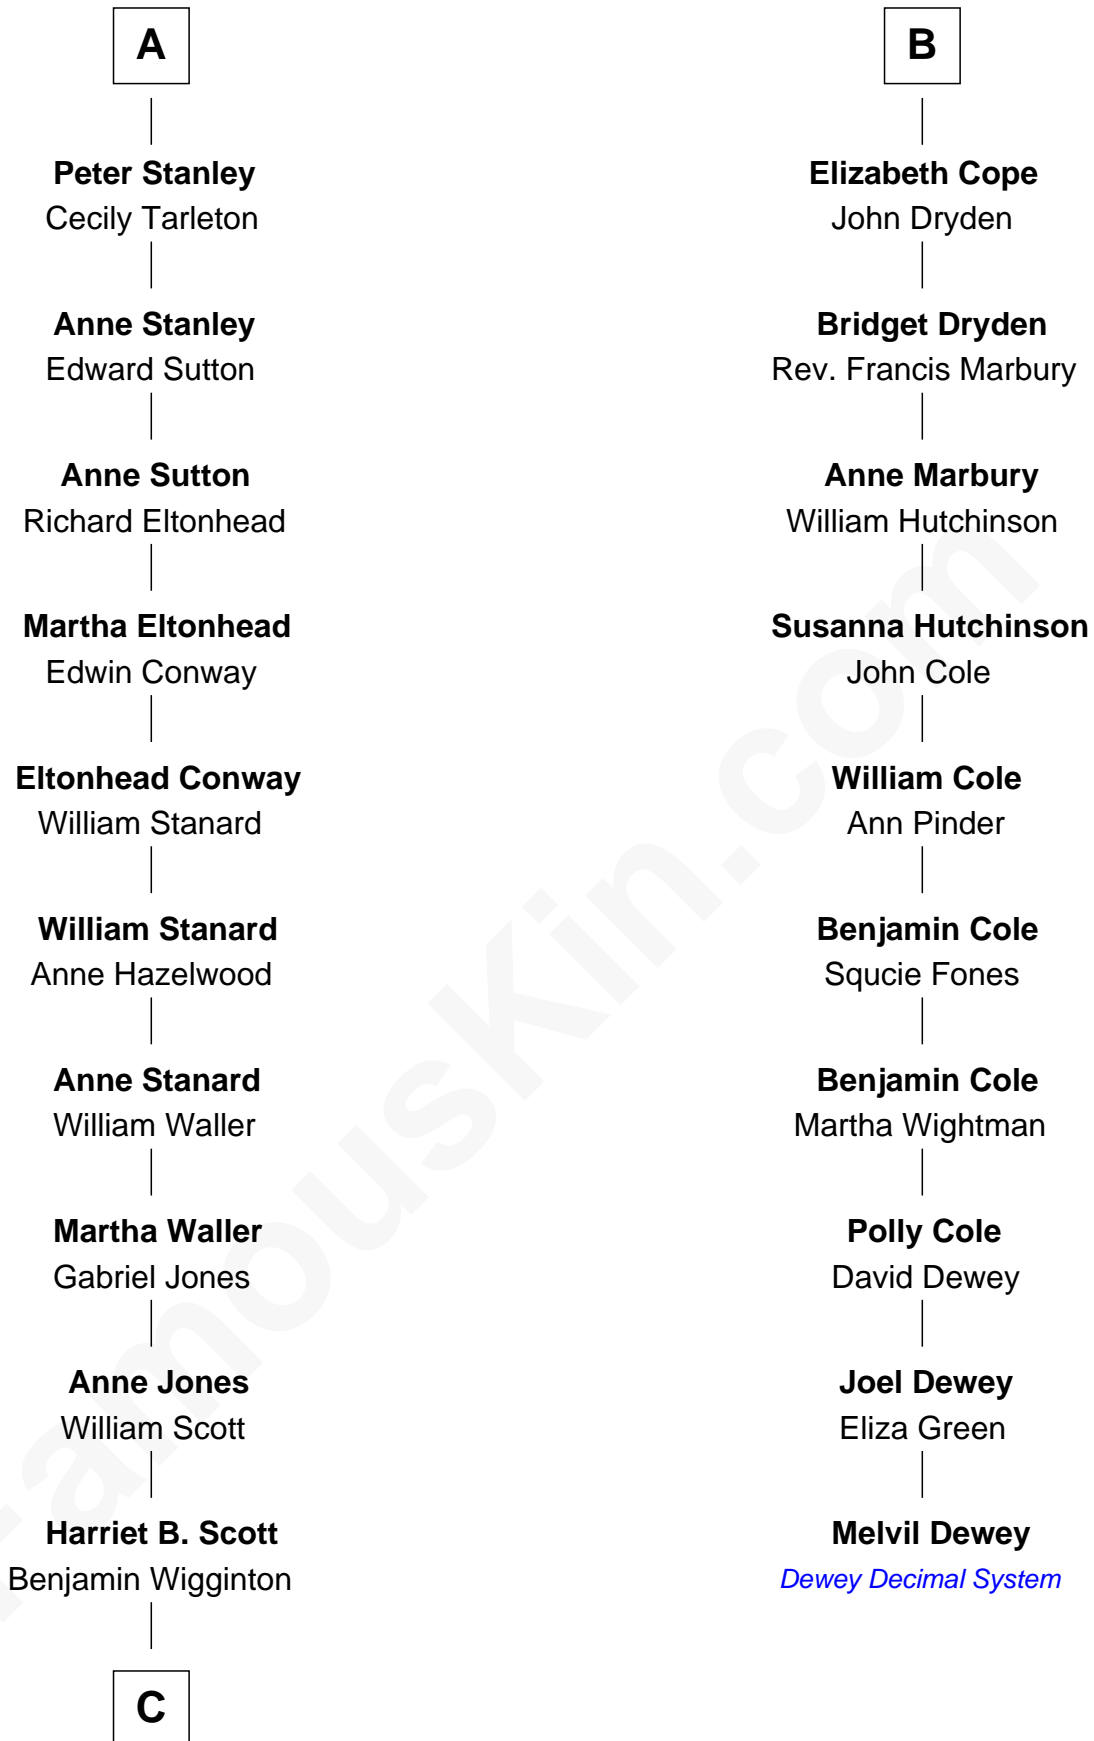 A
Peter Stanley
Cecily Tarleton
Anne Stanley
Edward Sutton
Anne Sutton
Richard Eltonhead
Martha Eltonhead
Edwin Conway
Eltonhead Conway
William Stanard
William Stanard
Anne Hazelwood
Anne Stanard
William Waller
Martha Waller
Gabriel Jones
Anne Jones
William Scott
Harriet B. Scott
Benjamin Wigginton
C
B
Elizabeth Cope
John Dryden
Bridget Dryden
Rev. Francis Marbury
Anne Marbury
William Hutchinson
Susanna Hutchinson
John Cole
William Cole
Ann Pinder
Benjamin Cole
Squcie Fones
Benjamin Cole
Martha Wightman
Polly Cole
David Dewey
Joel Dewey
Eliza Green
Melvil Dewey
Dewey Decimal System
FamousKin.com